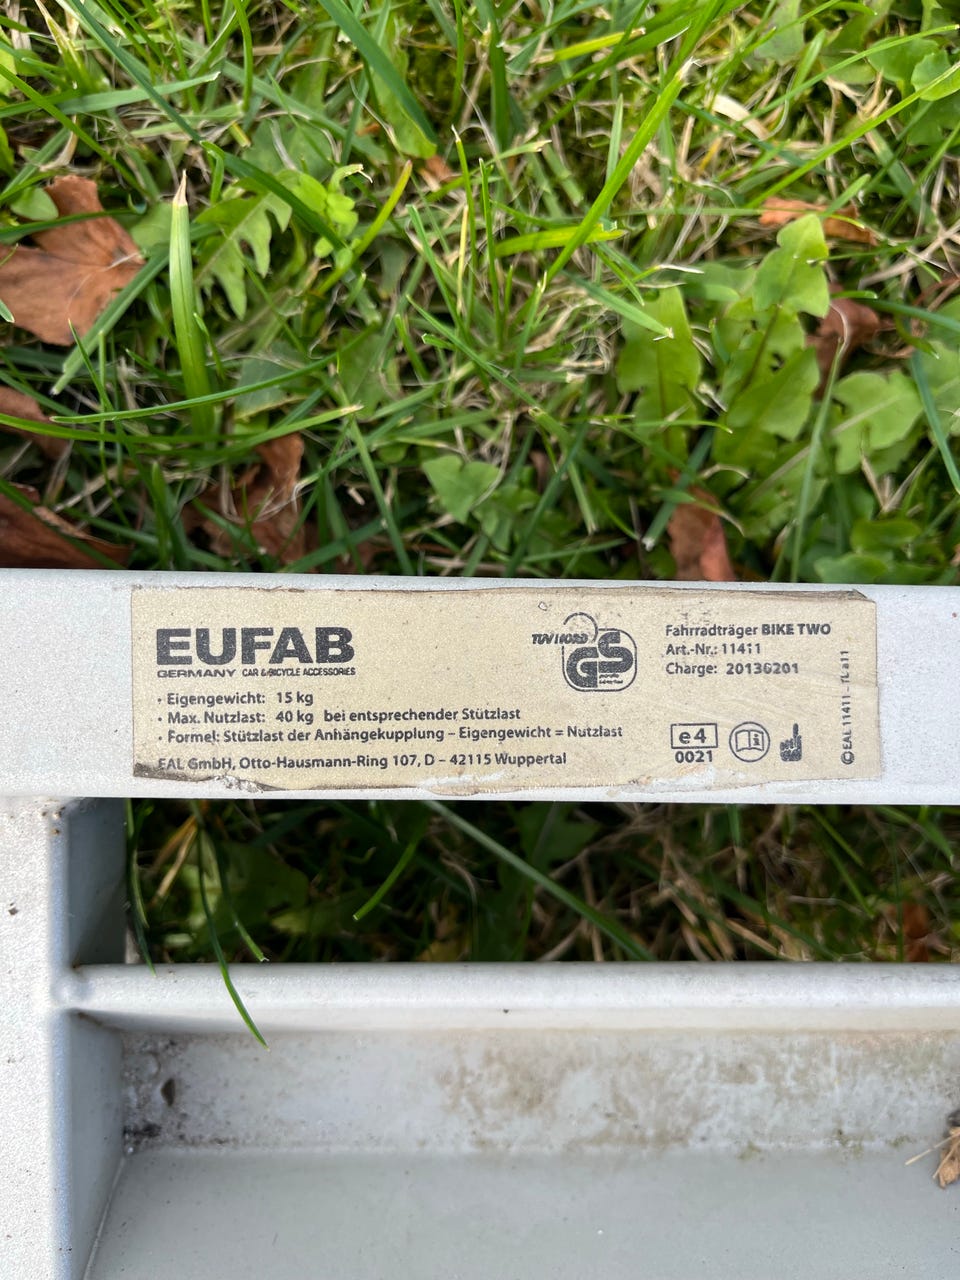 EUFAB
GERMANY CAR & BICYCLE ACCESSORIES
• Eigengewicht: 15 kg
• Max. Nutzlast: 40 kg bei entsprechender Stützlast
• Formel: Stützlast der Anhängekupplung – Eigengewicht = Nutzlast
EAL GmbH, Otto-Hausmann-Ring 107, D – 42115 Wuppertal
TÜV NORD
GS
Fahrradträger BIKE TWO
Art.-Nr.: 11411
Charge: 20130201
e4
0021
i
© EAL 11411 -